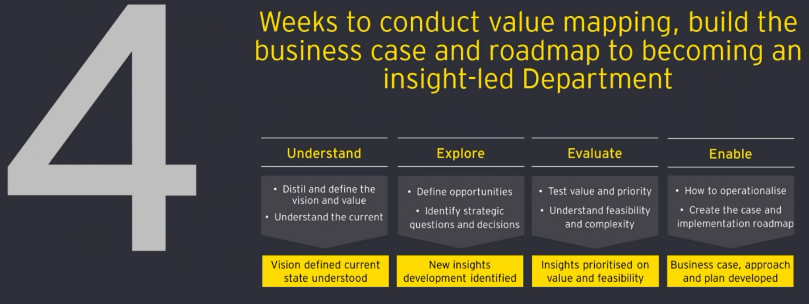 4
Weeks to conduct value mapping, build the
business case and roadmap to becoming an
insight-led Department
Understand
• Distil and define the
vision and value
• Understand the current
Vision defined current
state understood
Explore
• Define opportunities
• Identify strategic
questions and decisions
New insights
development identified
Evaluate
• Test value and priority
• Understand feasibility
and complexity
Insights prioritised on
value and feasibility
Enable
• How to operationalise
• Create the case and
implementation roadmap
Business case, approach
and plan developed